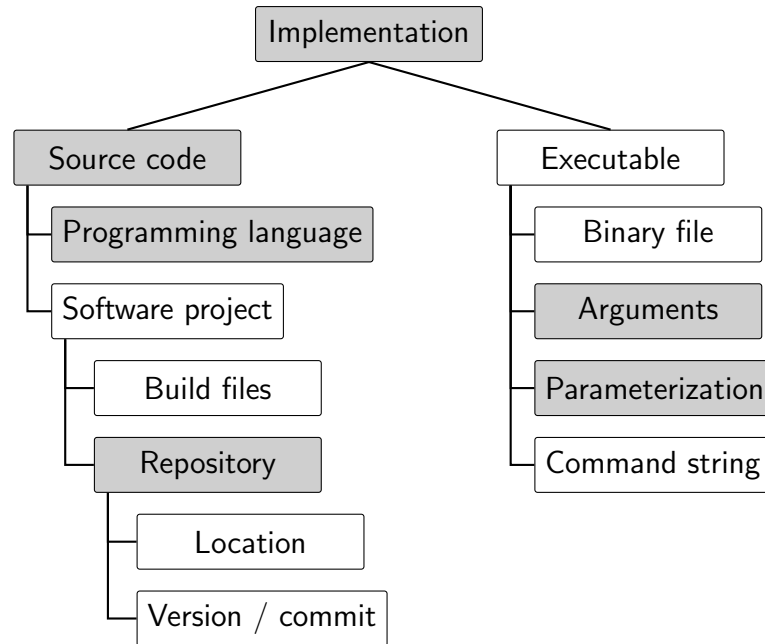 Implementation
Source code
Programming language
Software project
Build files
Repository
Location
Version / commit
Executable
Binary file
Arguments
Parameterization
Command string